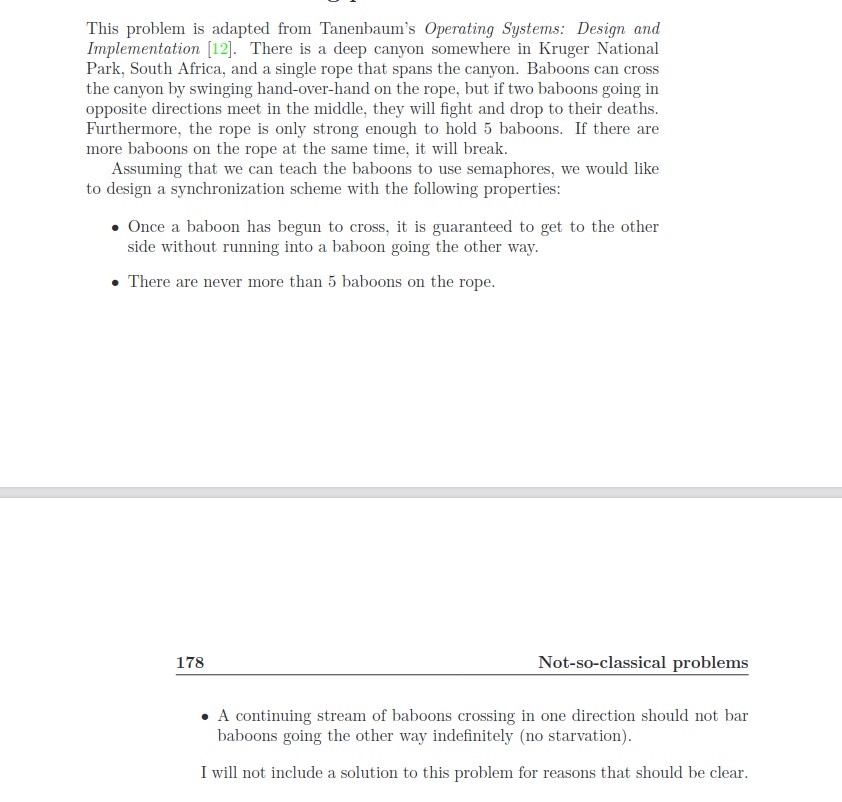 This problem is adapted from Tanenbaum's Operating Systems: Design and
Implementation [12]. There is a deep canyon somewhere in Kruger National
Park, South Africa, and a single rope that spans the canyon. Baboons can cross
the canyon by swinging hand-over-hand on the rope, but if two baboons going in
opposite directions meet in the middle, they will fight and drop to their deaths.
Furthermore, the rope is only strong enough to hold 5 baboons. If there are
more baboons on the rope at the same time, it will break.
Assuming that we can teach the baboons to use semaphores, we would like
to design a synchronization scheme with the following properties:
• Once a baboon has begun to cross, it is guaranteed to get to the other
side without running into a baboon going the other way.
• There are never more than 5 baboons on the rope.
178 Not-so-classical problems
• A continuing stream of baboons crossing in one direction should not bar
baboons going the other way indefinitely (no starvation).
I will not include a solution to this problem for reasons that should be clear.